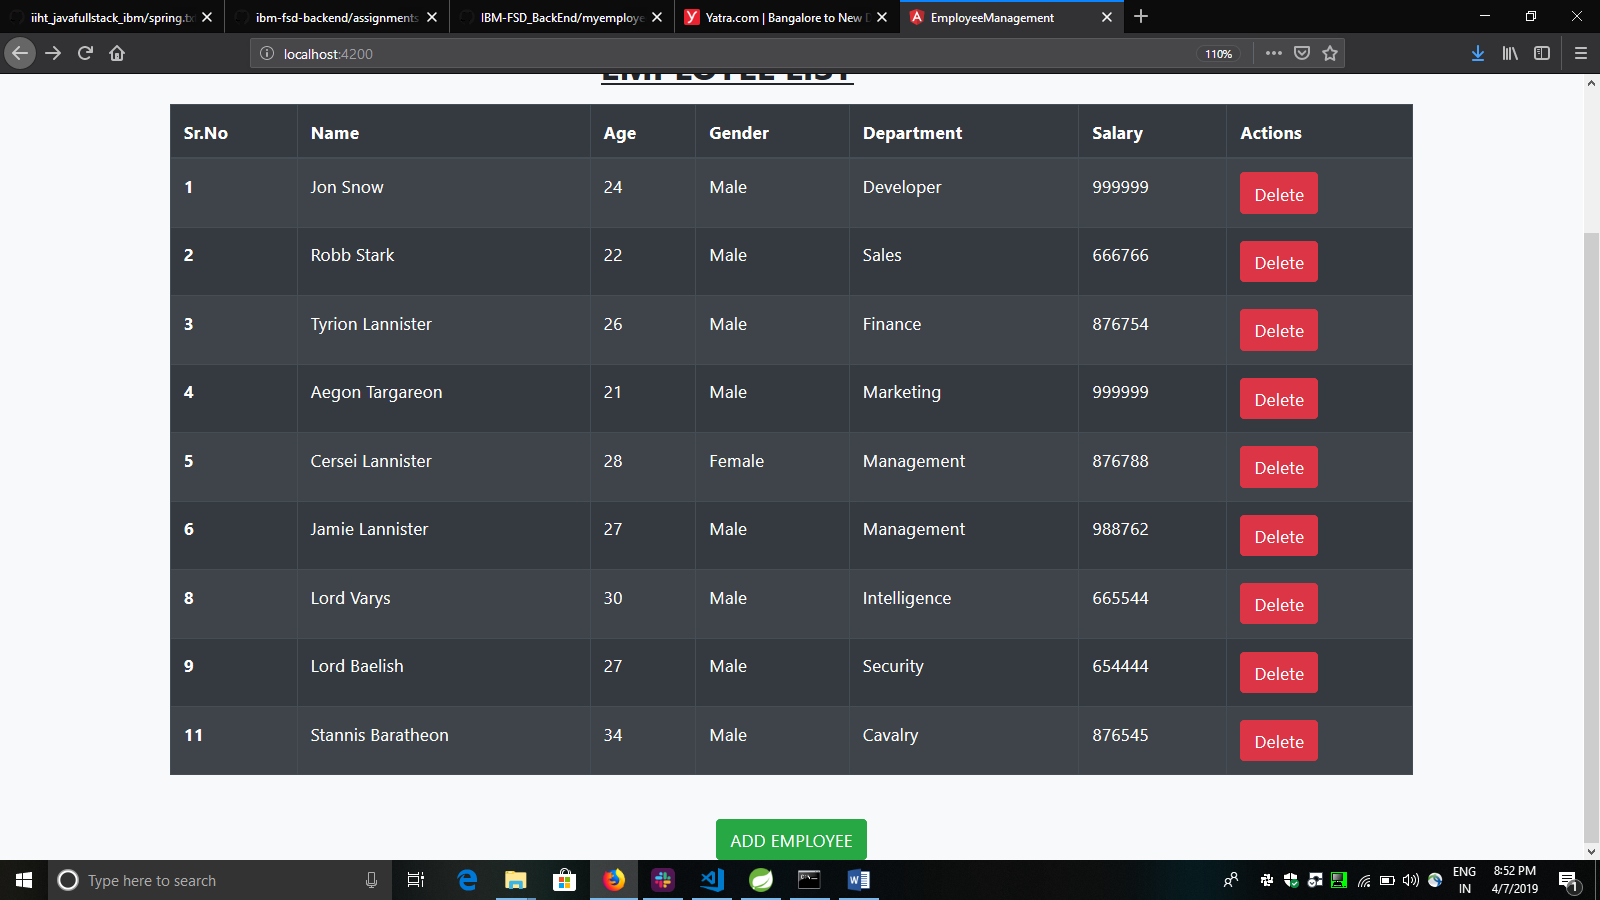 iiht_javafullstack_ibm/spring.tx
ibm-fsd-backend/assignments
IBM-FSD_BackEnd/myemploye
Yatra.com | Bangalore to New D
EmployeeManagement
localhost:4200
110%
EMPLOYEE LIST
Sr.No Name Age Gender Department Salary Actions
1 Jon Snow 24 Male Developer 999999 Delete
2 Robb Stark 22 Male Sales 666766 Delete
3 Tyrion Lannister 26 Male Finance 876754 Delete
4 Aegon Targareon 21 Male Marketing 999999 Delete
5 Cersei Lannister 28 Female Management 876788 Delete
6 Jamie Lannister 27 Male Management 988762 Delete
8 Lord Varys 30 Male Intelligence 665544 Delete
9 Lord Baelish 27 Male Security 654444 Delete
11 Stannis Baratheon 34 Male Cavalry 876545 Delete
ADD EMPLOYEE
Type here to search
ENG
IN
8:52 PM
4/7/2019
1